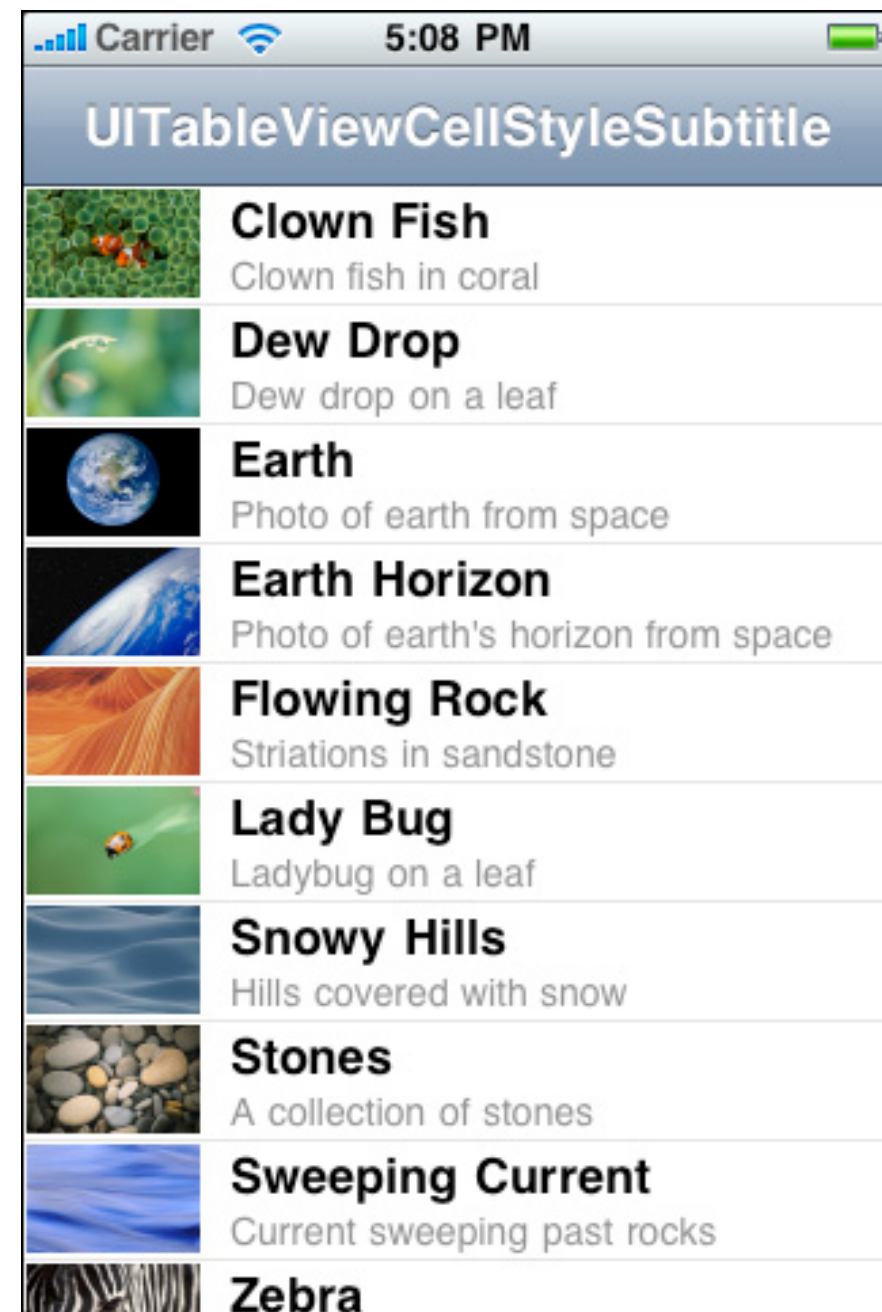 Carrier 5:08 PM
UITableViewCellStyleSubtitle
Clown Fish
Clown fish in coral
Dew Drop
Dew drop on a leaf
Earth
Photo of earth from space
Earth Horizon
Photo of earth's horizon from space
Flowing Rock
Striations in sandstone
Lady Bug
Ladybug on a leaf
Snowy Hills
Hills covered with snow
Stones
A collection of stones
Sweeping Current
Current sweeping past rocks
Zebra